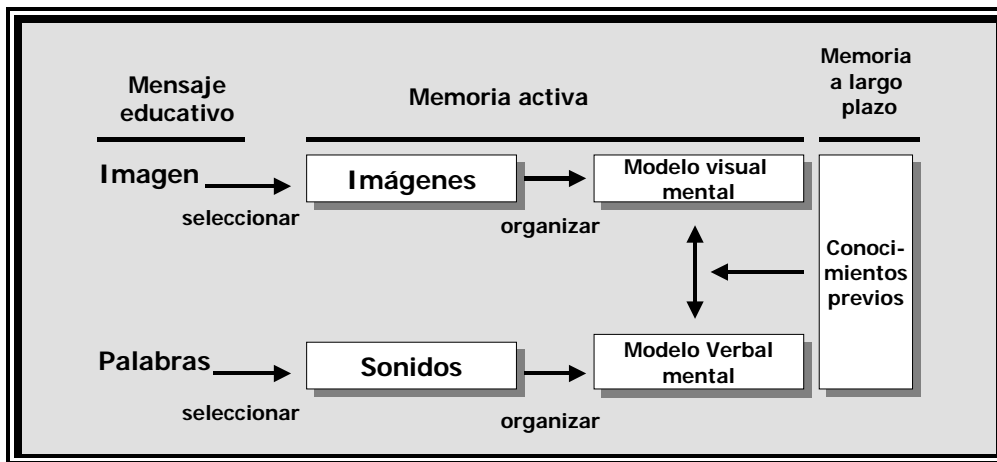 Mensaje
educativo
Memoria activa
Memoria
a largo
plazo
Imagen
seleccionar
Imágenes
organizar
Modelo visual
mental
Conoci-
mientos
previos
Palabras
seleccionar
Sonidos
organizar
Modelo Verbal
mental